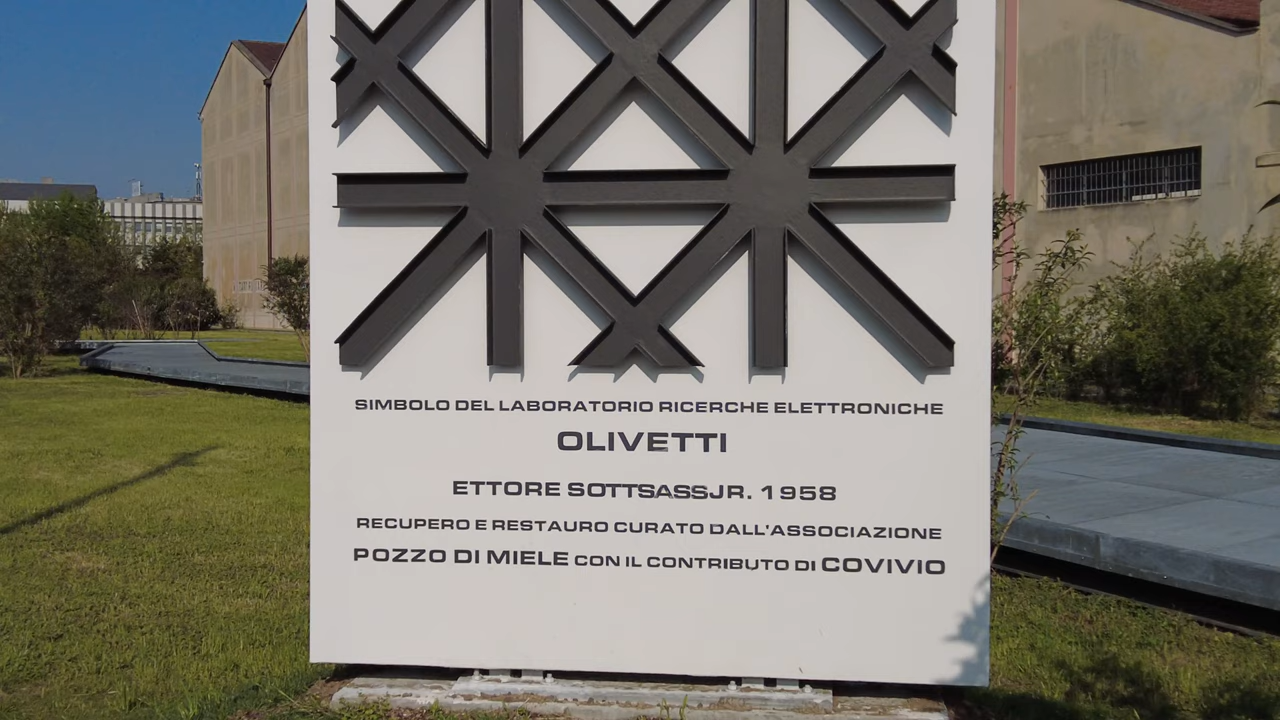 SIMBOLO DEL LABORATORIO RICERCHE ELETTRONICHE
OLIVETTI
ETTORE SOTTSASS JR. 1958
RECUPERO E RESTAURO CURATO DALL'ASSOCIAZIONE
POZZO DI MIELE CON IL CONTRIBUTO DI COVIVIO